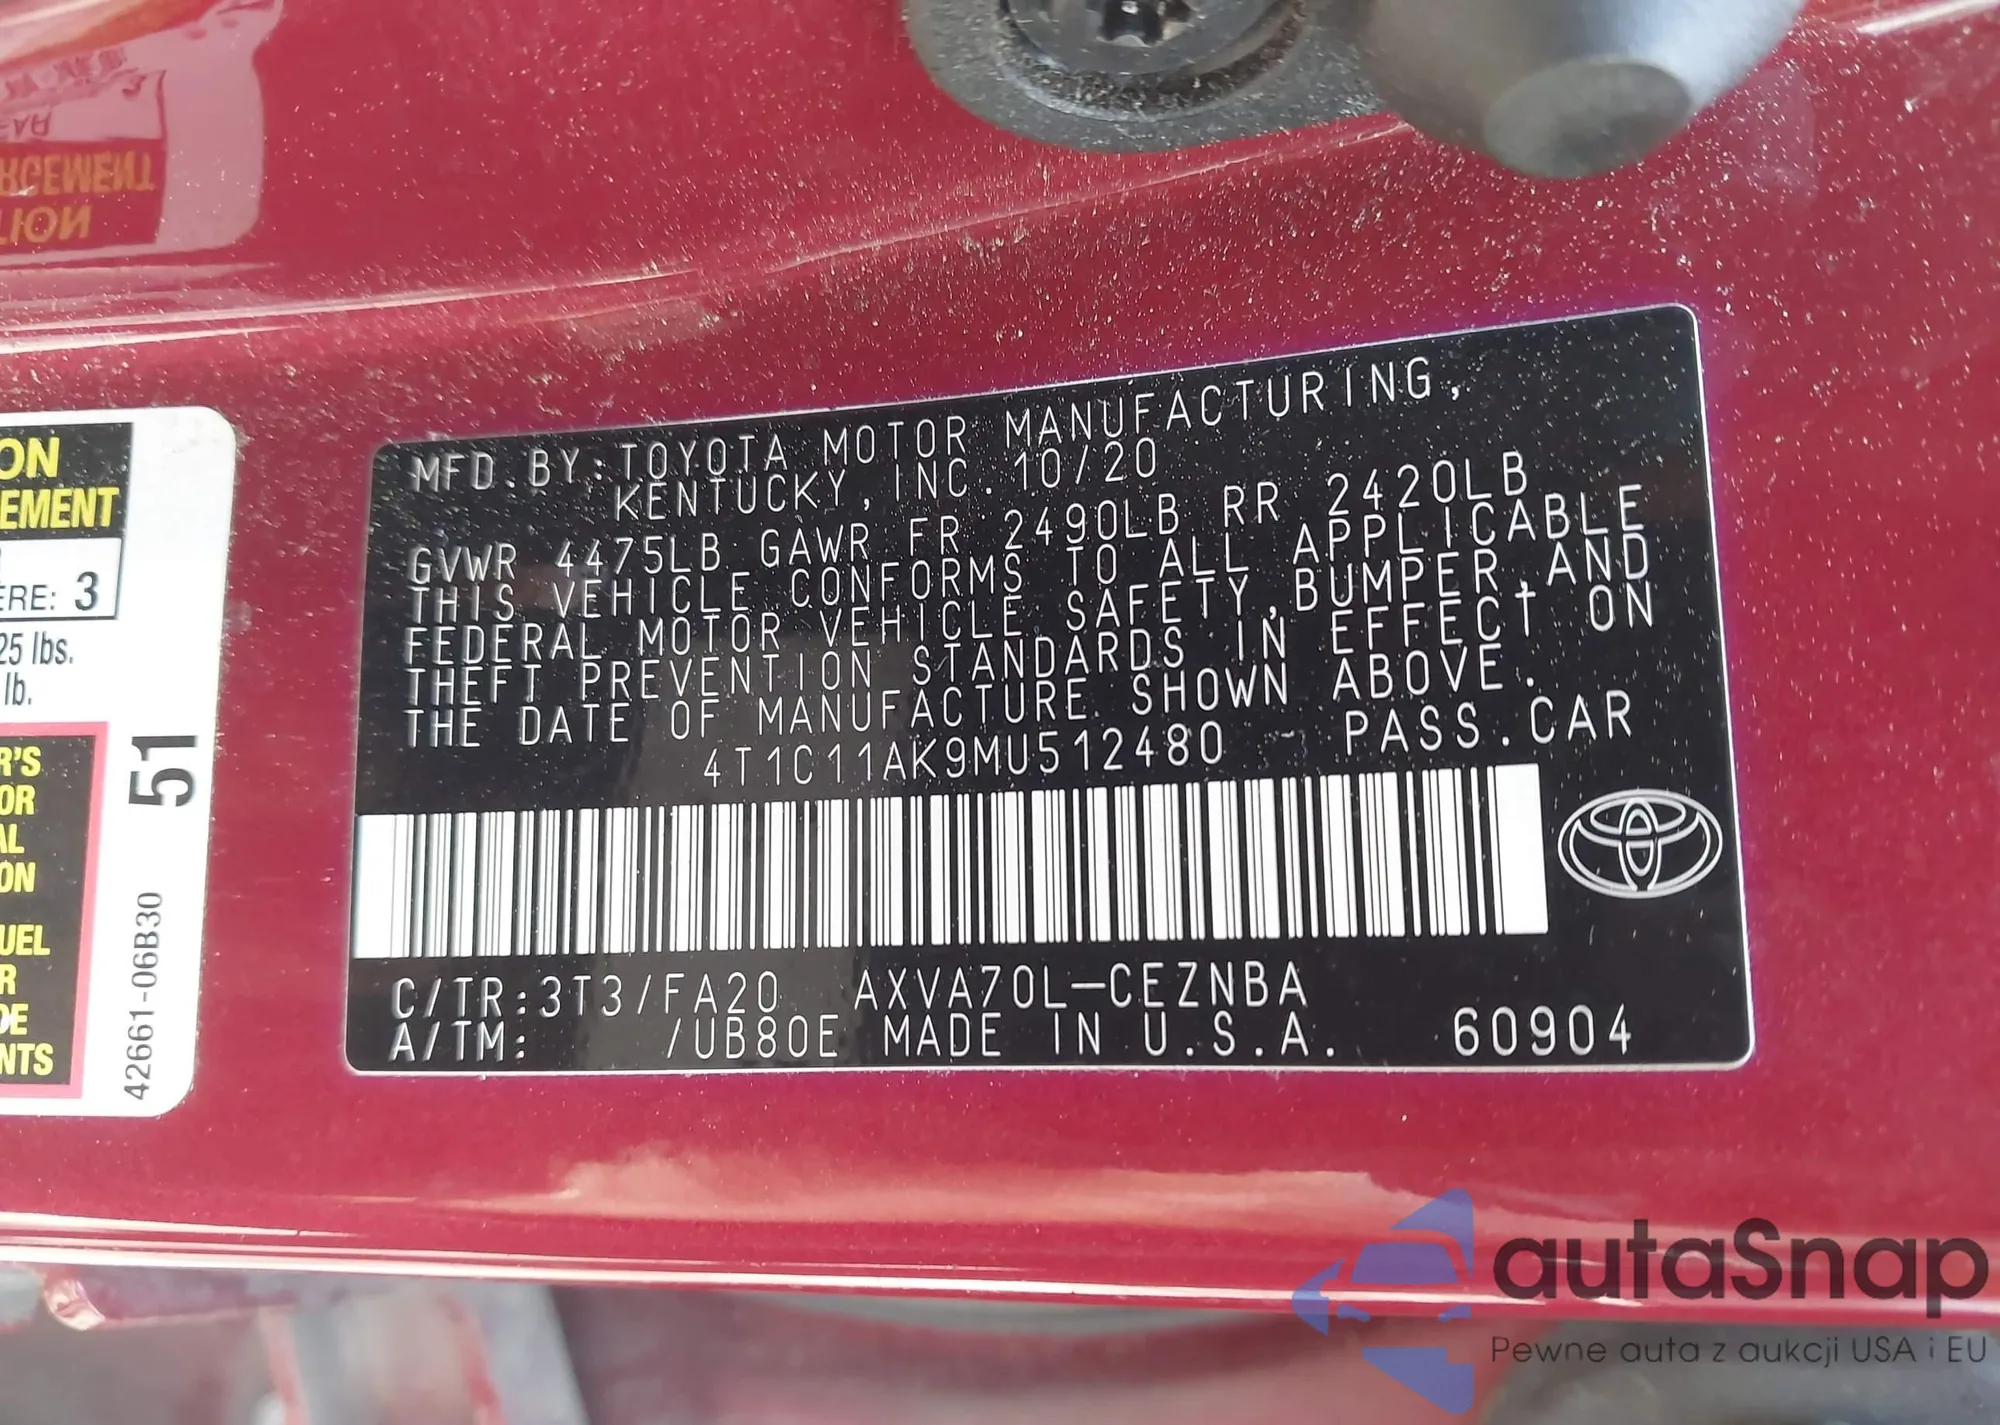 RCEMENT
LION
ON
EMENT
ERE: 3
25 lbs.
lb.
R'S
OR
AL
ON
UEL
R
DE
NTS
51
42661-06B30
MFD.BY:TOYOTA MOTOR MANUFACTURING,
KENTUCKY, INC. 10/20
GVWR 4475LB GAWR FR 2490LB RR 2420LB
THIS VEHICLE CONFORMS TO ALL APPLICABLE
FEDERAL MOTOR VEHICLE SAFETY,BUMPER,AND
THEFT PREVENTION STANDARDS IN EFFECT ON
THE DATE OF MANUFACTURE SHOWN ABOVE.
4T1C11AK9MU512480 - PASS.CAR
C/TR:3T3/FA20 AXVA70L-CEZNBA
A/TM: /UB80E MADE IN U.S.A. 60904
autaSnap
Pewne auta z aukcji USA i EU